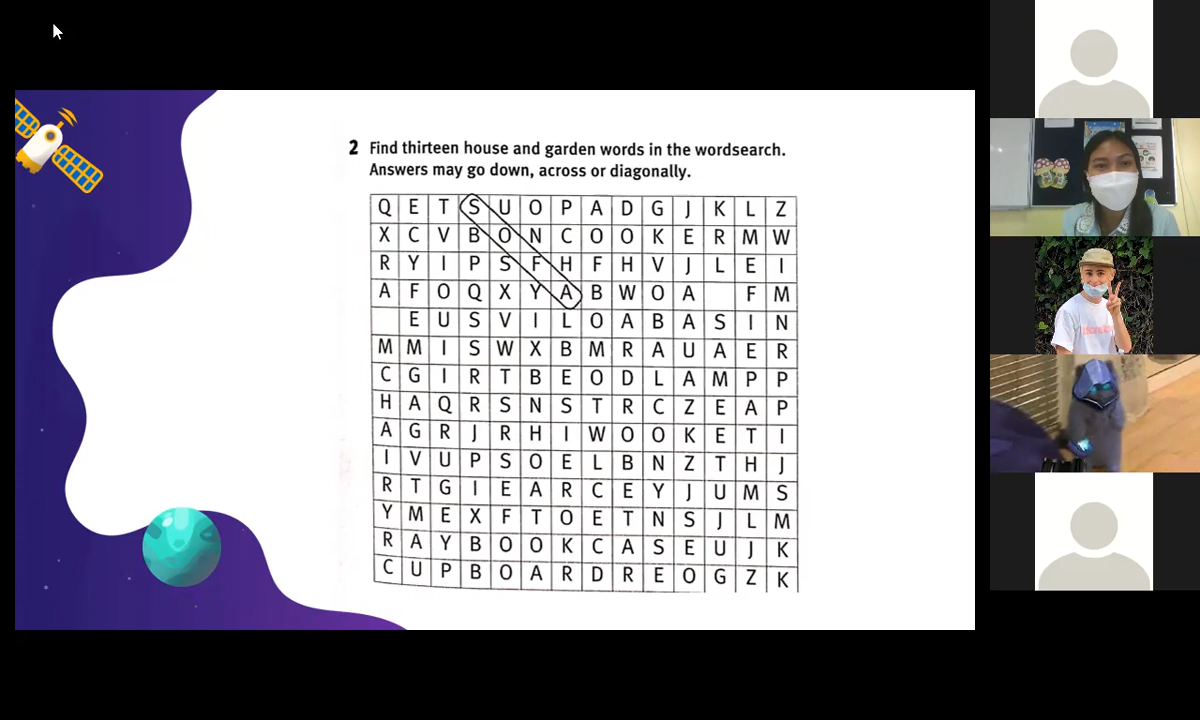 2 Find thirteen house and garden words in the wordsearch.
Answers may go down, across or diagonally.
Q E T S U O P A D G J K L Z
X C V B O N C O O K E R M W
R Y I P S F H F H V J L E I
A F O Q X Y A B W O A F M
E U S V I L O A B A S I N
M M I S W X B M R A U A E R
C G I R T B E O D L A M P P
H A Q R S N S T R C Z E A P
A G R J R H I W O O K E T I
I V U P S O E L B N Z T H J
R T G I E A R C E Y J U M S
Y M E X F T O E T N S J L M
R A Y B O O K C A S E U J K
C U P B O A R D R E O G Z K